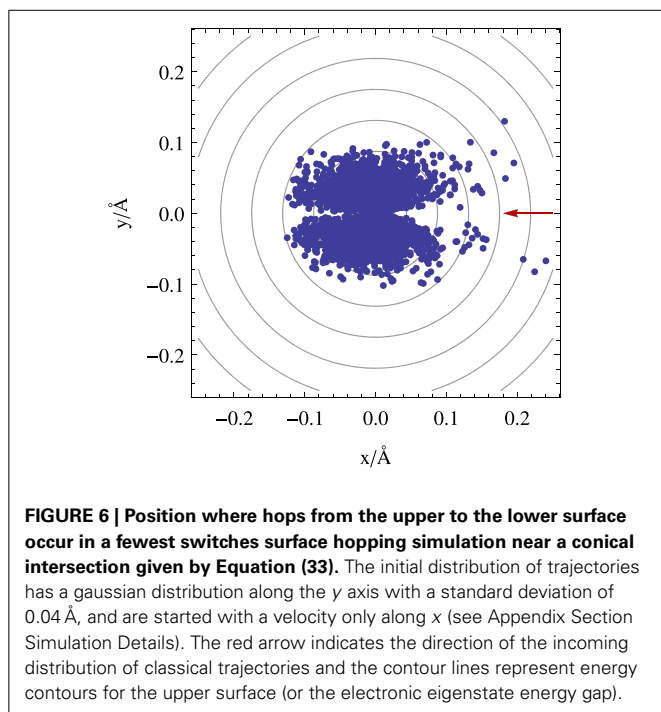 0.2
0.1
y/Å
0.0
−0.1
−0.2
−0.2 −0.1 0.0 0.1 0.2
x/Å
FIGURE 6 | Position where hops from the upper to the lower surface
occur in a fewest switches surface hopping simulation near a conical
intersection given by Equation (33). The initial distribution of trajectories
has a gaussian distribution along the y axis with a standard deviation of
0.04 Å, and are started with a velocity only along x (see Appendix Section
Simulation Details). The red arrow indicates the direction of the incoming
distribution of classical trajectories and the contour lines represent energy
contours for the upper surface (or the electronic eigenstate energy gap).